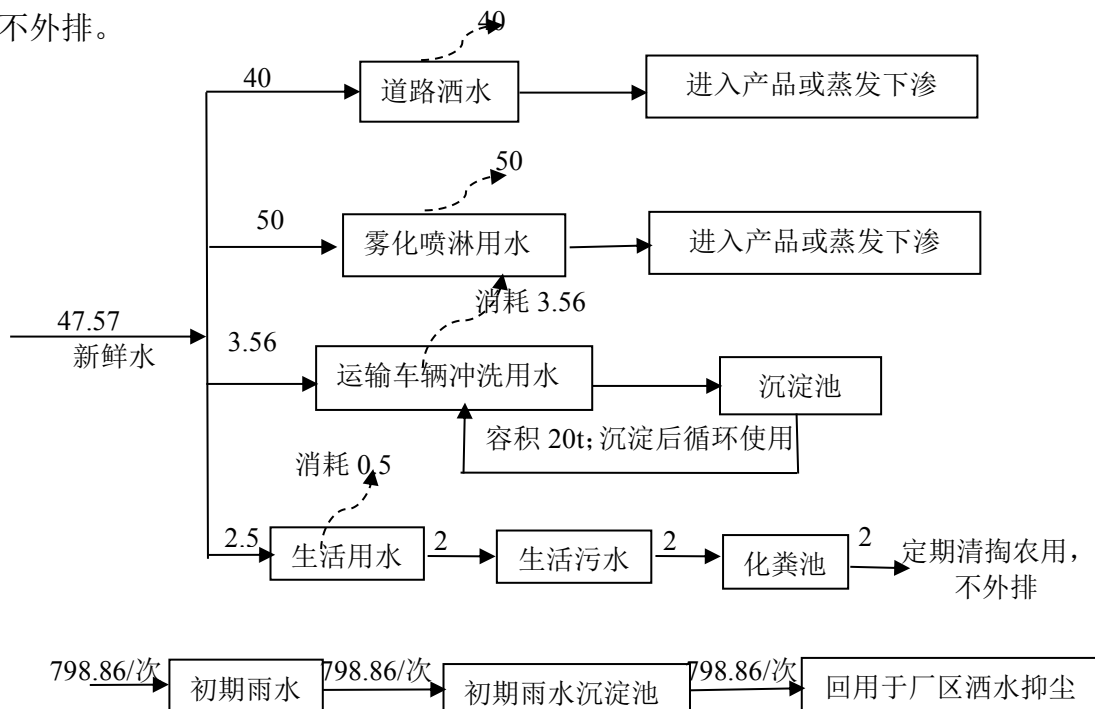 不外排。
40
40
道路洒水
进入产品或蒸发下渗
50
50
雾化喷淋用水
进入产品或蒸发下渗
消耗 3.56
47.57
新鲜水
3.56
运输车辆冲洗用水
沉淀池
容积 20t; 沉淀后循环使用
消耗 0.5
2.5
生活用水
2
生活污水
2
化粪池
2
定期清掏农用，
不外排
798.86/次
初期雨水
798.86/次
初期雨水沉淀池
798.86/次
回用于厂区洒水抑尘